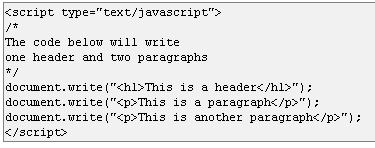 <script type="text/javascript">
/*
The code below will write
one header and two paragraphs
*/
document.write("<h1>This is a header</h1>");
document.write("<p>This is a paragraph</p>");
document.write("<p>This is another paragraph</p>");
</script>